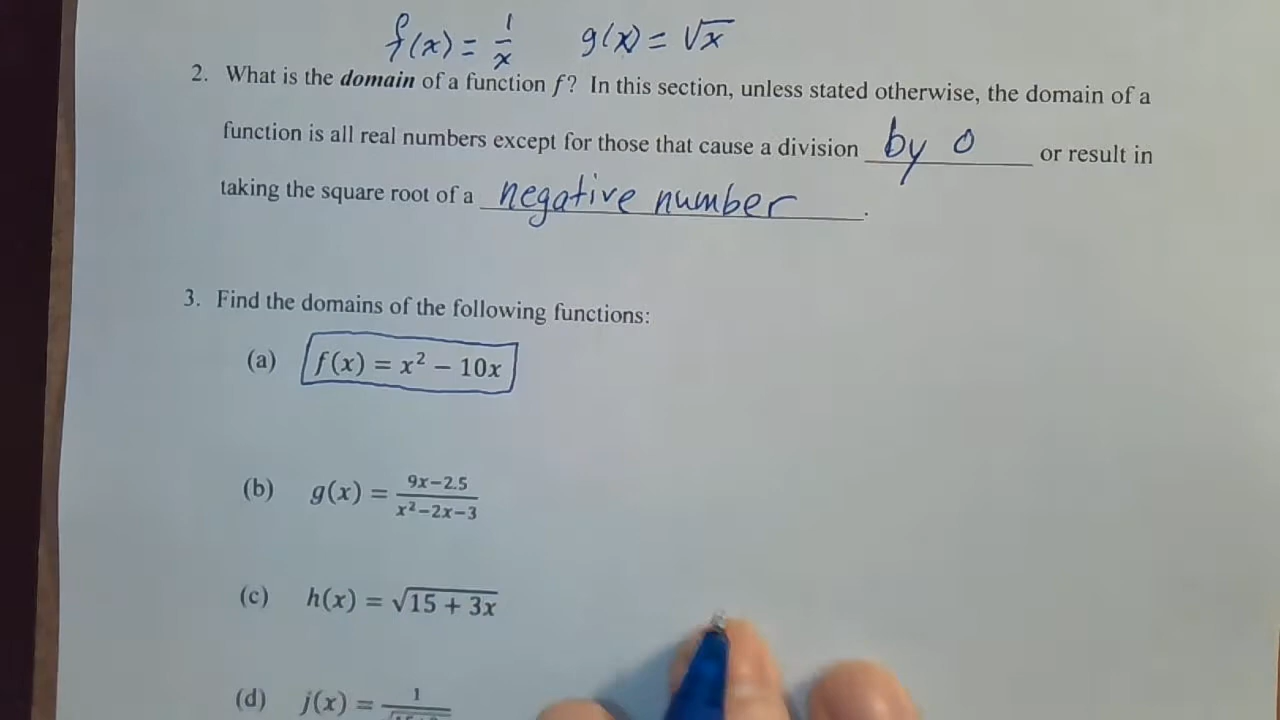 f(x) = 1/x g(x) = √x
2. What is the domain of a function f? In this section, unless stated otherwise, the domain of a
function is all real numbers except for those that cause a division by 0 or result in
taking the square root of a negative number.
3. Find the domains of the following functions:
(a) f(x) = x² − 10x
(b) g(x) = (9x−2.5)/(x²−2x−3)
(c) h(x) = √(15 + 3x)
(d) j(x) = 1